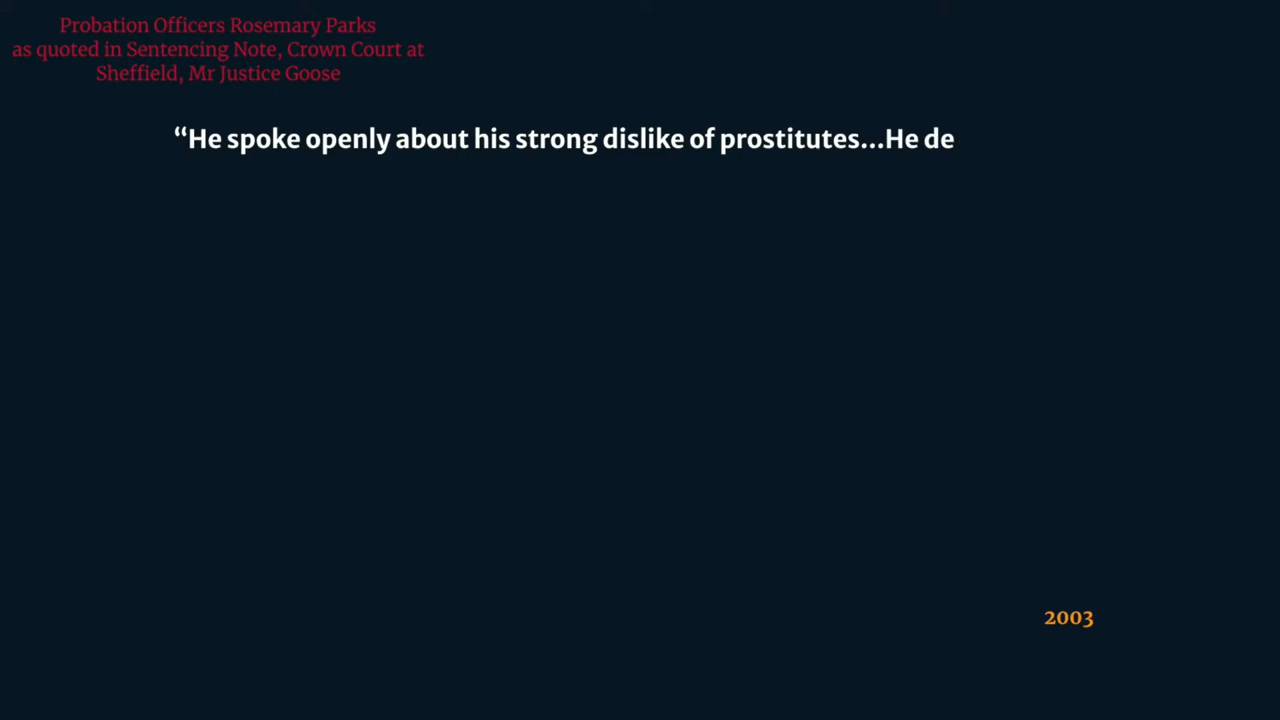 Probation Officers Rosemary Parks
as quoted in Sentencing Note, Crown Court at
Sheffield, Mr Justice Goose
“He spoke openly about his strong dislike of prostitutes...He de
2003